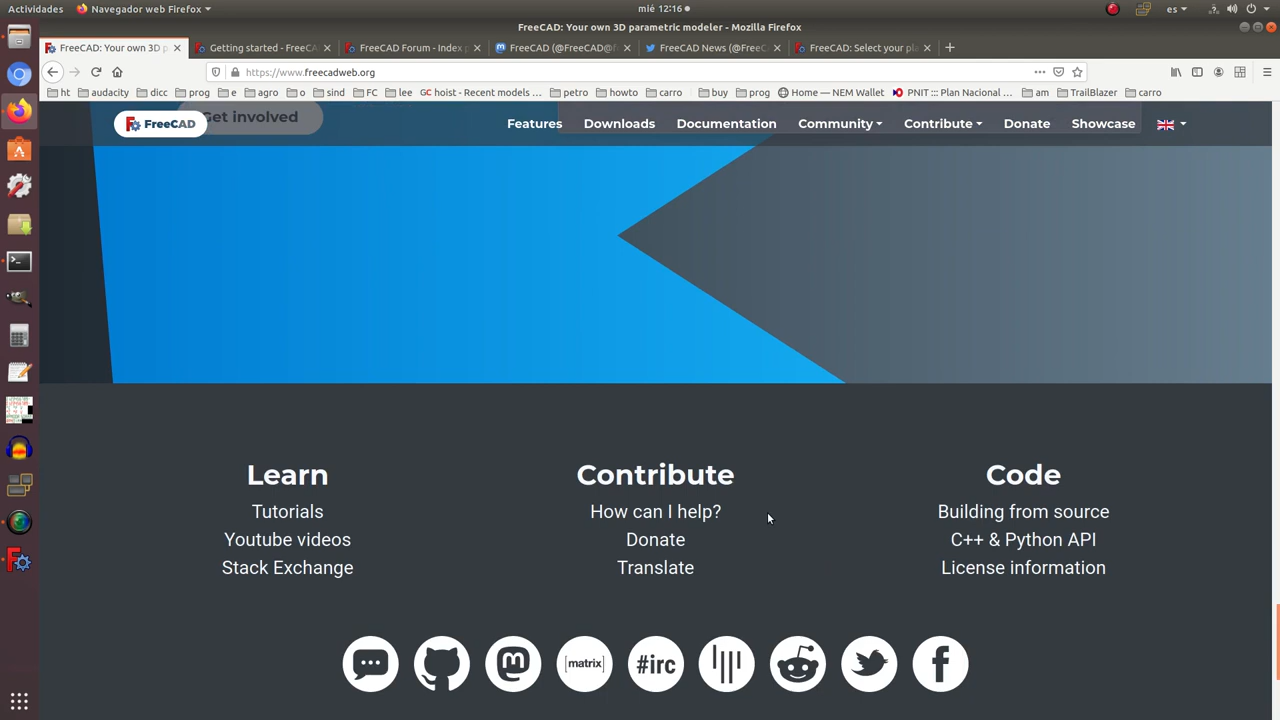 Actividades Navegador web Firefox mié 12:16 es
FreeCAD: Your own 3D parametric modeler - Mozilla Firefox
FreeCAD: Your own 3D p Getting started - FreeCA FreeCAD Forum - Index p FreeCAD (@FreeCAD@f FreeCAD News (@FreeC FreeCAD: Select your pl
https://www.freecadweb.org
ht audacity dicc prog e agro o sind FC lee GC hoist - Recent models ... petro howto carro buy prog Home — NEM Wallet PNIT ::: Plan Nacional ... am TrailBlazer carro
Get involved
FreeCAD Features Downloads Documentation Community Contribute Donate Showcase
Learn Contribute Code
Tutorials How can I help? Building from source
Youtube videos Donate C++ & Python API
Stack Exchange Translate License information
[matrix] #irc